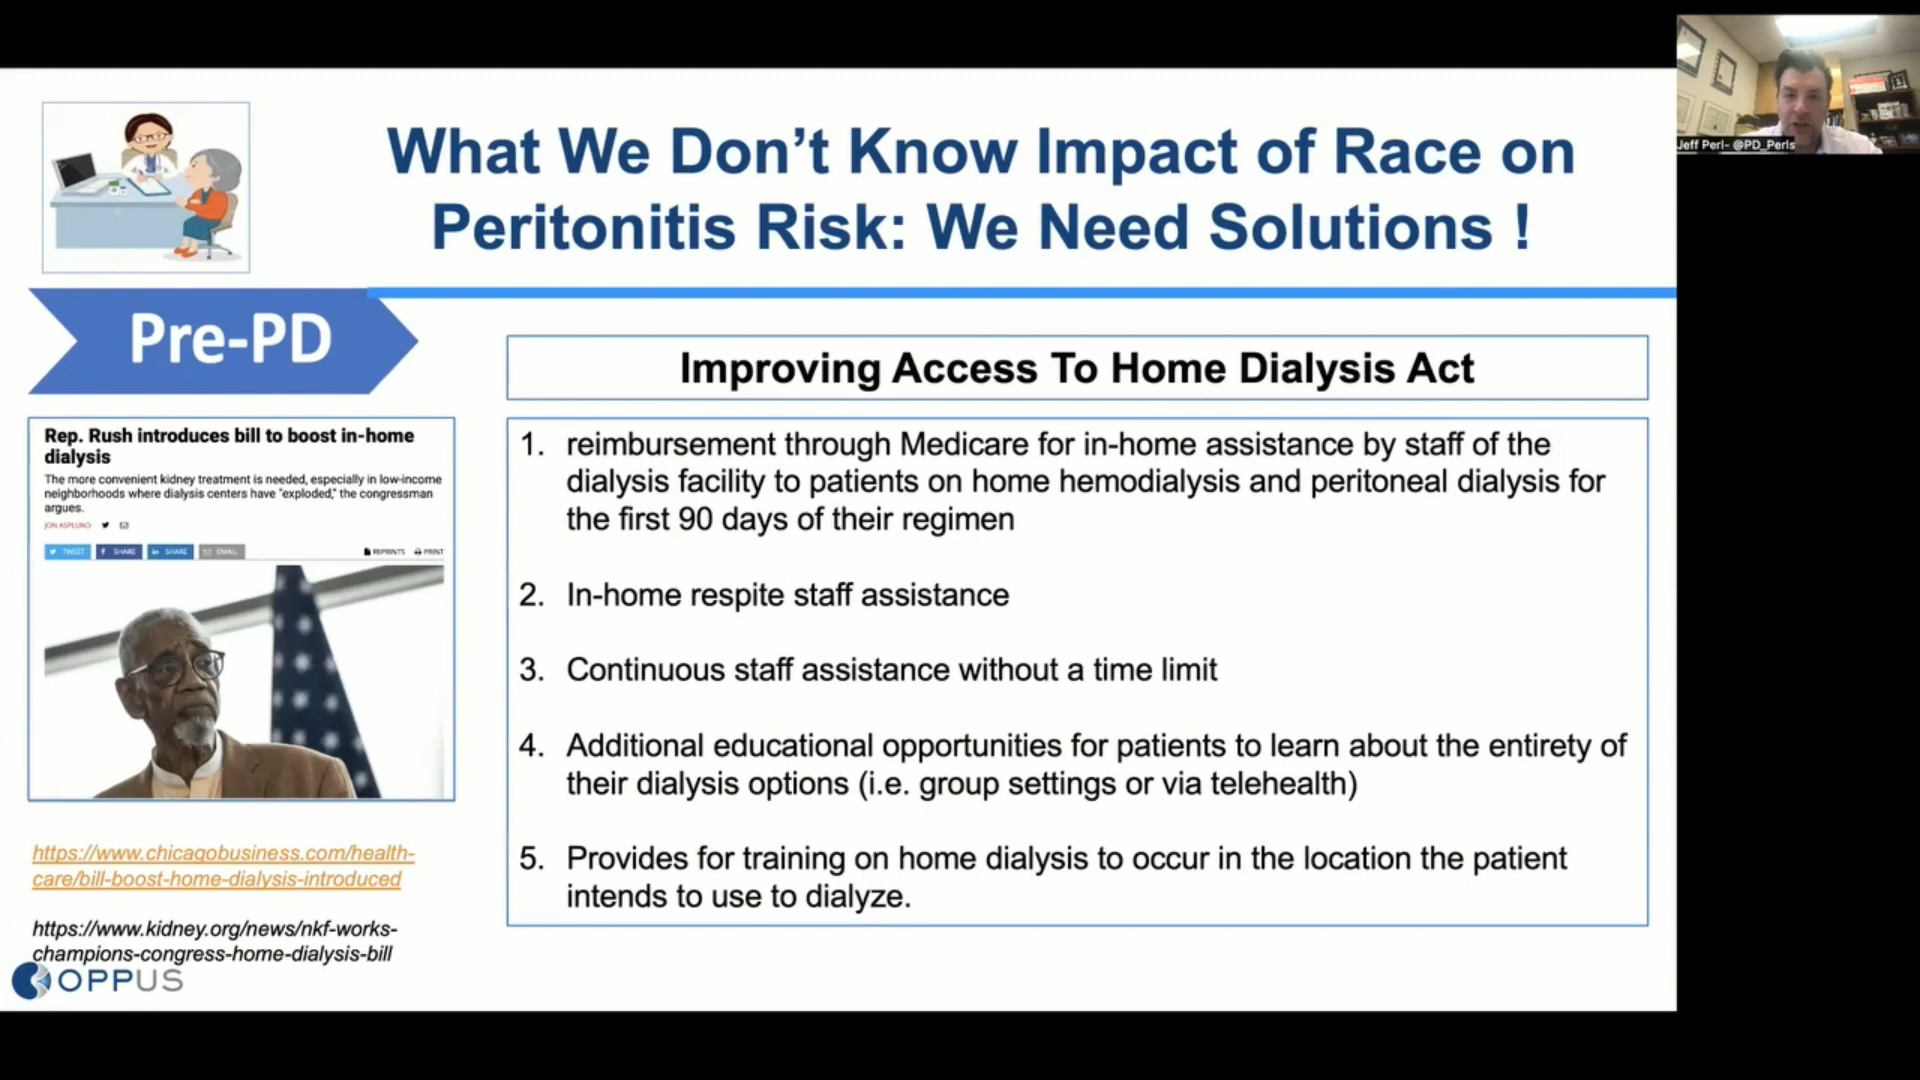 Jeff Perl- @PD_Perls
What We Don’t Know Impact of Race on
Peritonitis Risk: We Need Solutions !
Pre-PD
Rep. Rush introduces bill to boost in-home
dialysis
The more convenient kidney treatment is needed, especially in low-income
neighborhoods where dialysis centers have "exploded," the congressman
argues.
JON ASPLUND
TWEET SHARE SHARE EMAIL REPRINTS PRINT
https://www.chicagobusiness.com/health-
care/bill-boost-home-dialysis-introduced
https://www.kidney.org/news/nkf-works-
champions-congress-home-dialysis-bill
OPPUS
Improving Access To Home Dialysis Act
1. reimbursement through Medicare for in-home assistance by staff of the
dialysis facility to patients on home hemodialysis and peritoneal dialysis for
the first 90 days of their regimen
2. In-home respite staff assistance
3. Continuous staff assistance without a time limit
4. Additional educational opportunities for patients to learn about the entirety of
their dialysis options (i.e. group settings or via telehealth)
5. Provides for training on home dialysis to occur in the location the patient
intends to use to dialyze.